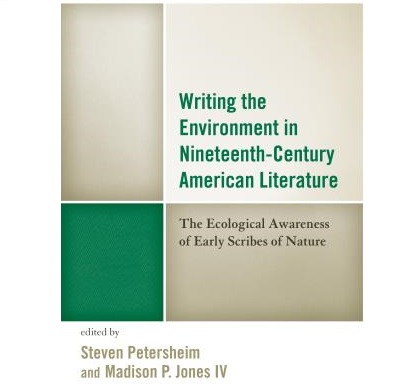 Writing the
Environment in
Nineteenth-Century
American Literature
The Ecological Awareness
of Early Scribes of Nature
edited by
Steven Petersheim
and Madison P. Jones IV